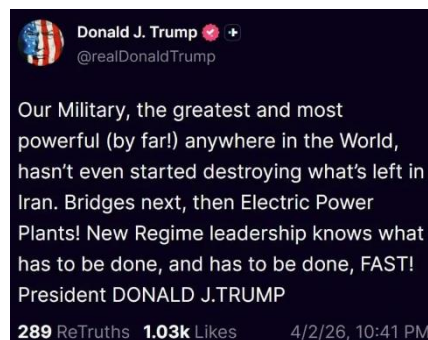 Donald J. Trump
@realDonaldTrump
Our Military, the greatest and most
powerful (by far!) anywhere in the World,
hasn’t even started destroying what’s left in
Iran. Bridges next, then Electric Power
Plants! New Regime leadership knows what
has to be done, and has to be done, FAST!
President DONALD J.TRUMP
289 ReTruths 1.03k Likes 4/2/26, 10:41 PM